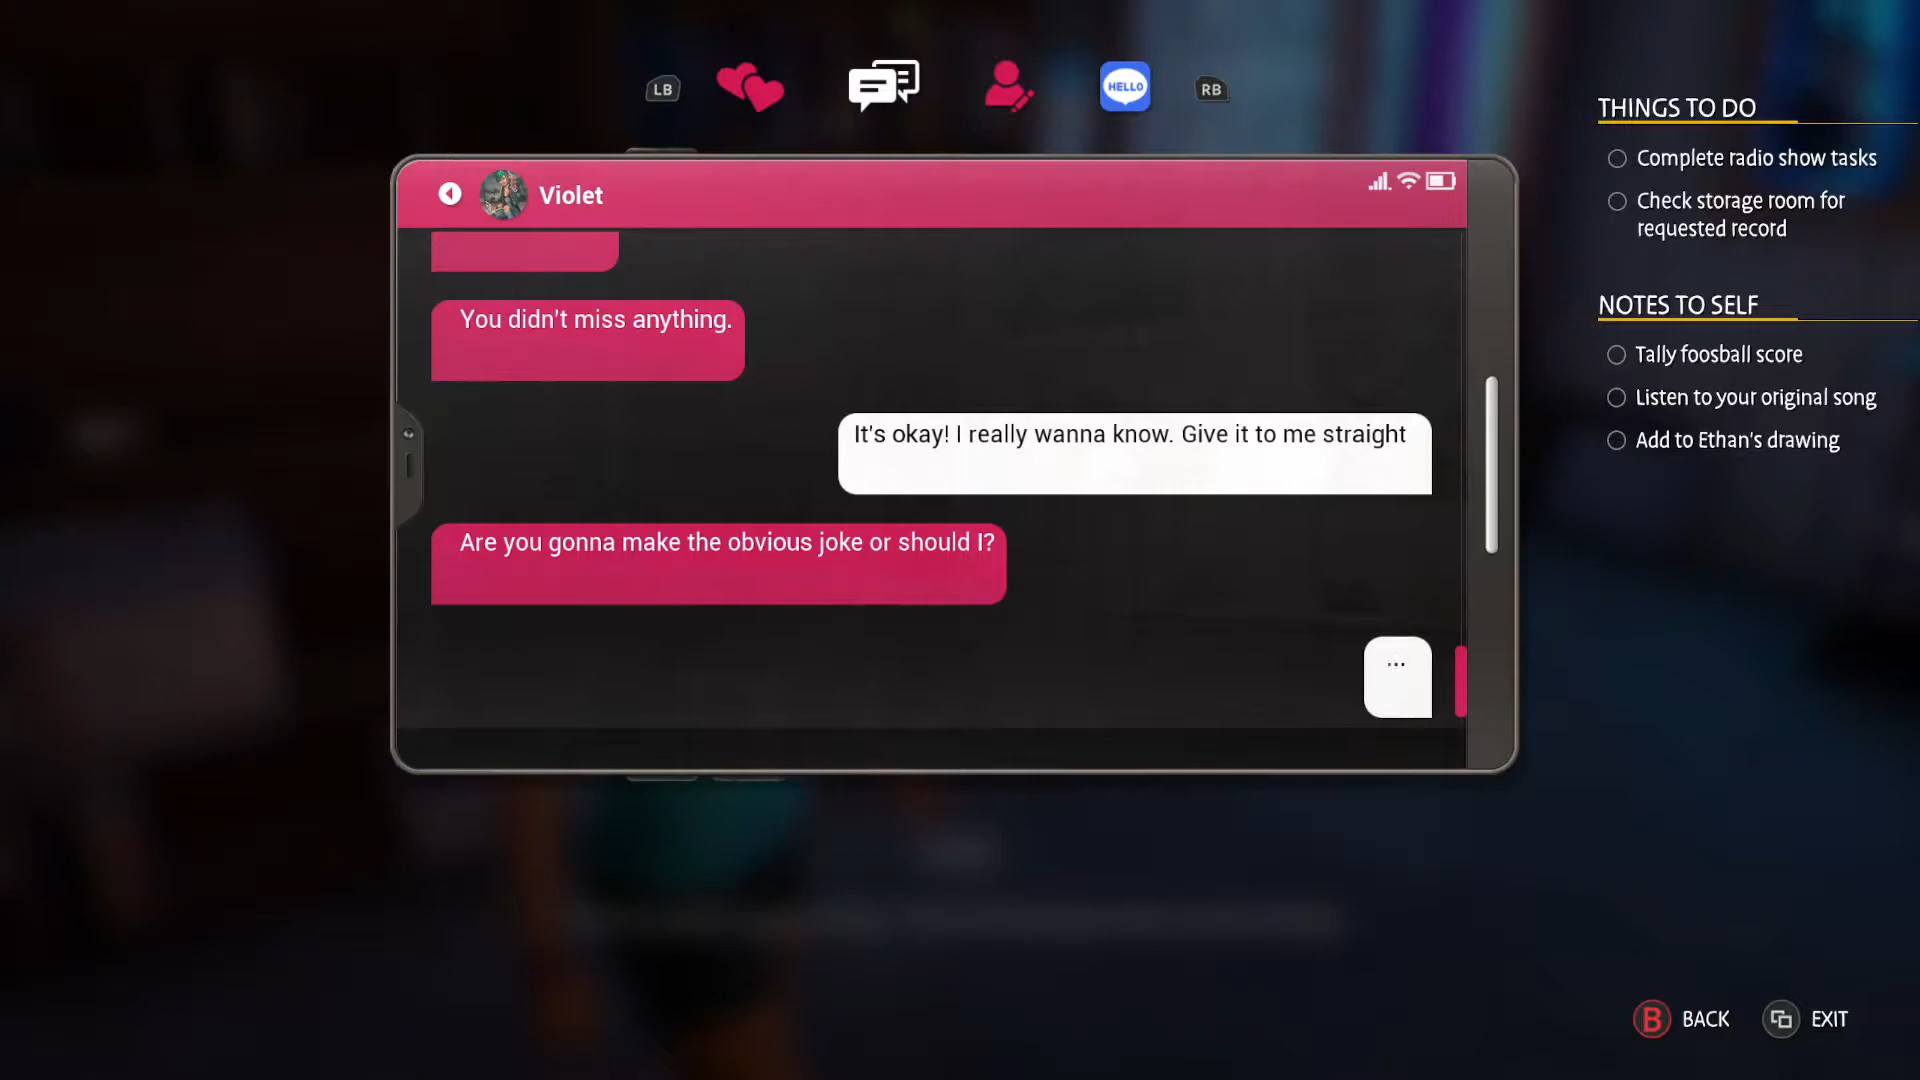 LB
HELLO
RB
Violet
You didn't miss anything.
It's okay! I really wanna know. Give it to me straight
Are you gonna make the obvious joke or should I?
...
THINGS TO DO
Complete radio show tasks
Check storage room for
requested record
NOTES TO SELF
Tally foosball score
Listen to your original song
Add to Ethan's drawing
B BACK
EXIT